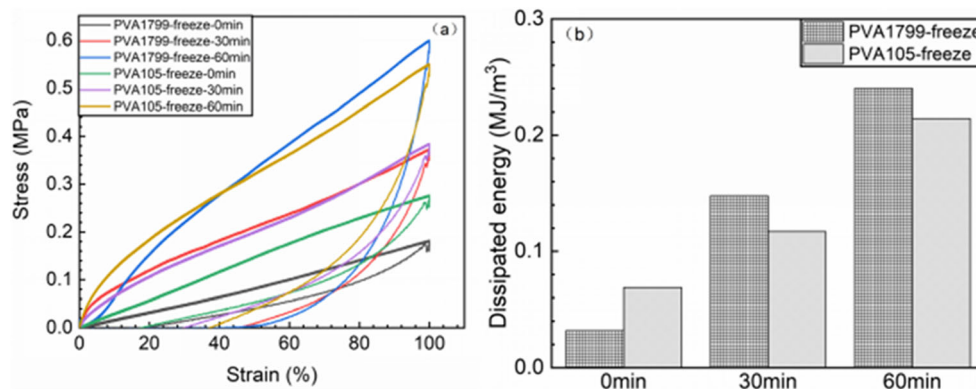 (a)
PVA1799-freeze-0min
PVA1799-freeze-30min
PVA1799-freeze-60min
PVA105-freeze-0min
PVA105-freeze-30min
PVA105-freeze-60min
Stress (MPa)
0.6
0.5
0.4
0.3
0.2
0.1
0.0
0 20 40 60 80 100
Strain (%)
(b)
PVA1799-freeze
PVA105-freeze
Dissipated energy (MJ/m³)
0.3
0.2
0.1
0.0
0min 30min 60min